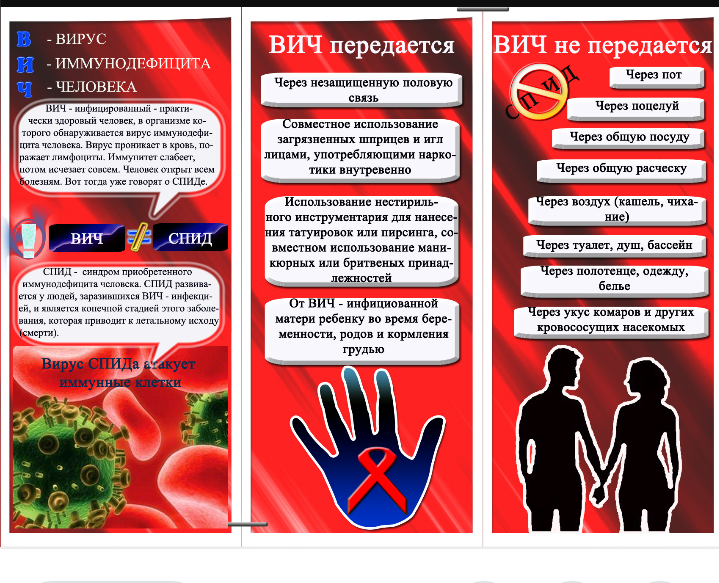 В - ВИРУС
И - ИММУНОДЕФИЦИТА
Ч - ЧЕЛОВЕКА
ВИЧ - инфицированный - практи-
чески здоровый человек, в организме ко-
торого обнаруживается вирус иммунодефи-
цита человека. Вирус проникает в кровь, по-
ражает лимфоциты. Иммунитет слабеет,
потом исчезает совсем. Человек открыт всем
болезням. Вот тогда уже говорят о СПИДе.
ВИЧ ≠ СПИД
СПИД - синдром приобретенного
иммунодефицита человека. СПИД развива-
ется у людей, заразившихся ВИЧ - инфекци-
ей, и является конечной стадией этого заболе-
вания, которая приводит к летальному исходу
(смерти).
Вирус СПИДа атакует
иммунные клетки
ВИЧ передается
Через незащищенную половую
связь
Совместное использование
загрязненных шприцев и игл
лицами, употребляющими нарко-
тики внутревенно
Использование нестириль-
ного инструментария для нанесе-
ния татуировок или пирсинга, со-
вместном использование мани-
кюрных или бритвеных принад-
лежностей
От ВИЧ - инфициованной
матери ребенку во время бере-
менности, родов и кормления
грудью
ВИЧ не передается
СПИД
Через пот
Через поцелуй
Через общую посуду
Через общую расческу
Через воздух (кашель, чиха-
ние)
Через туалет, душ, бассейн
Через полотенце, одежду,
белье
Через укус комаров и других
кровососущих насекомых